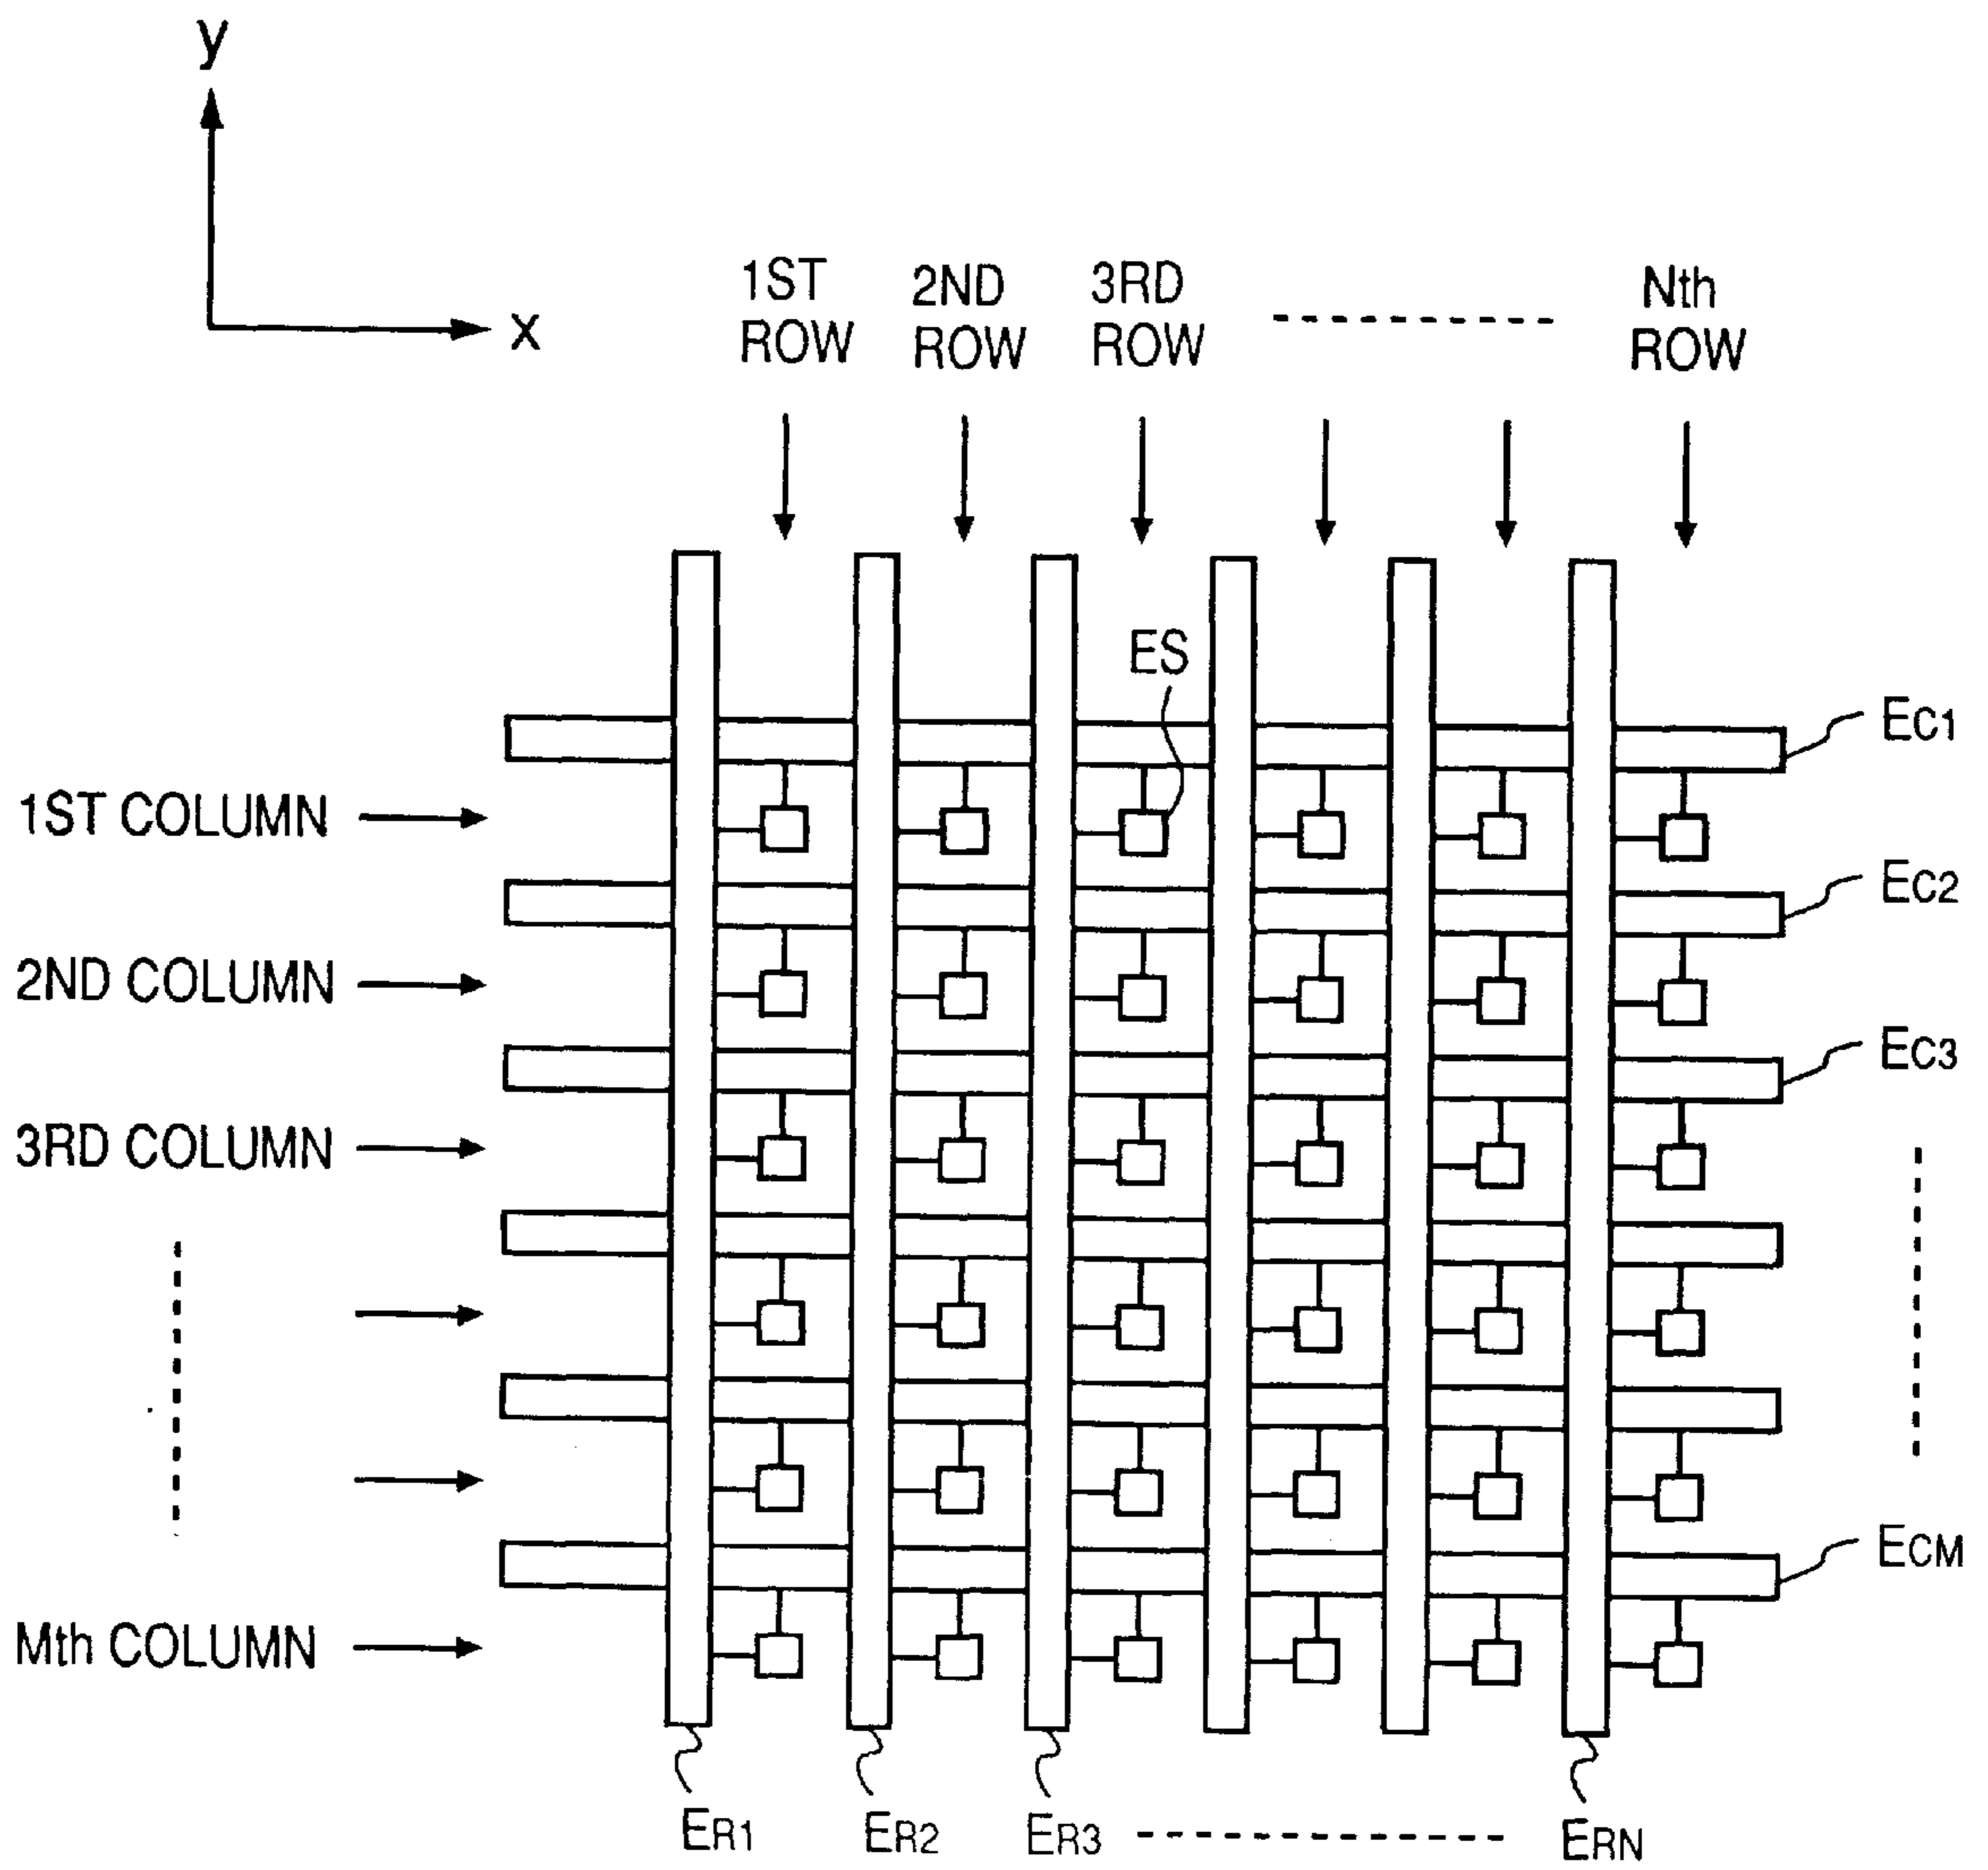 y
x
1ST
ROW
2ND
ROW
3RD
ROW
Nth
ROW
ES
EC1
1ST COLUMN
EC2
2ND COLUMN
EC3
3RD COLUMN
ECM
Mth COLUMN
ER1
ER2
ER3
ERN